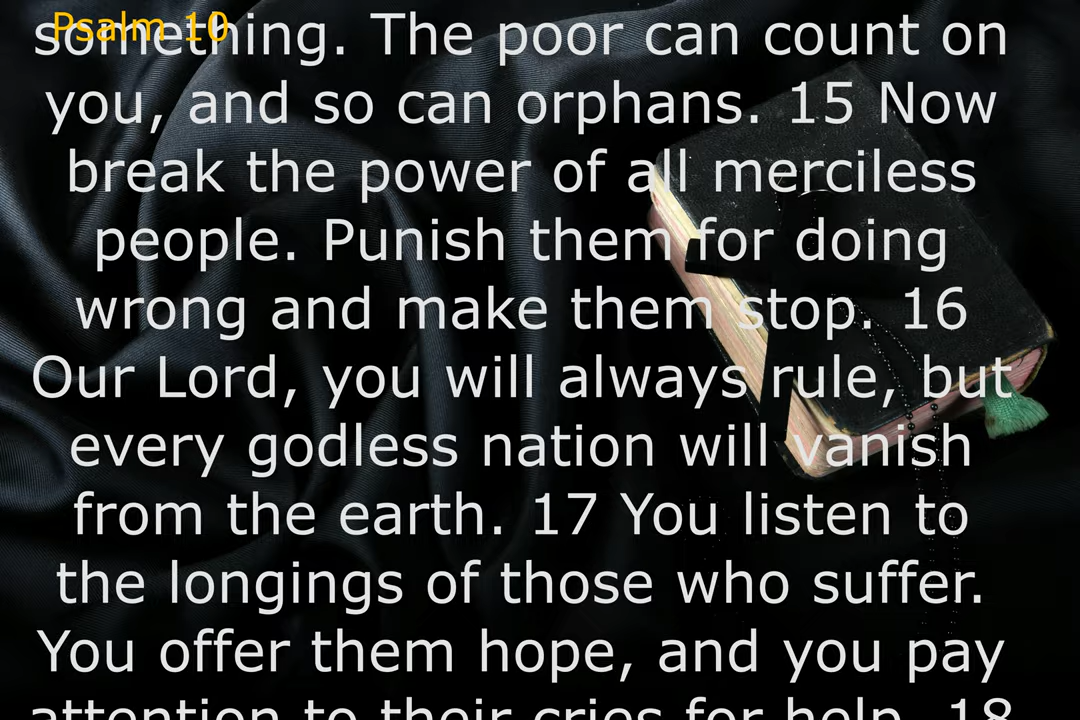 Psalm 10
something. The poor can count on
you, and so can orphans. 15 Now
break the power of all merciless
people. Punish them for doing
wrong and make them stop. 16
Our Lord, you will always rule, but
every godless nation will vanish
from the earth. 17 You listen to
the longings of those who suffer.
You offer them hope, and you pay
attention to their cries for help. 18